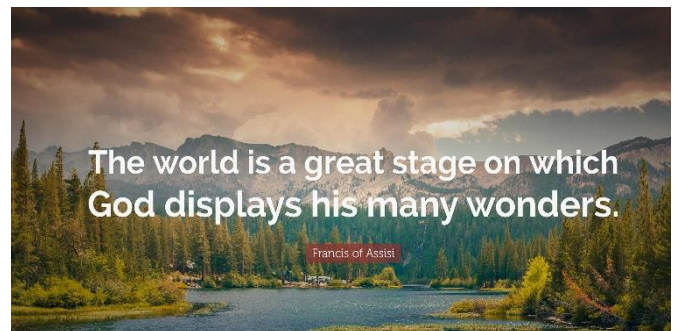 The world is a great stage on which
God displays his many wonders.
Francis of Assisi